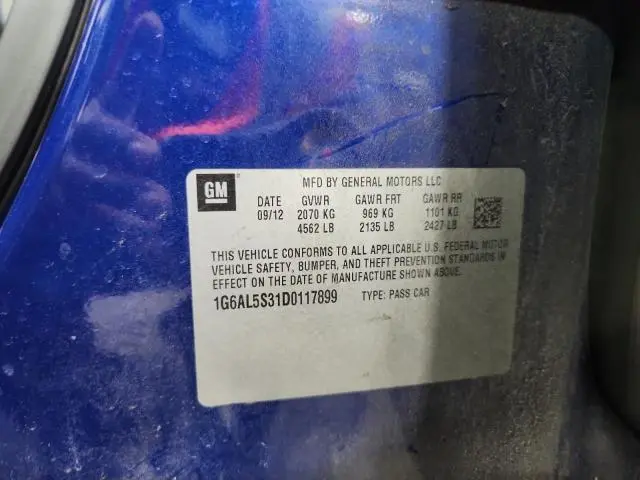 GM
MFD BY GENERAL MOTORS LLC
DATE GVWR GAWR FRT GAWR RR
09/12 2070 KG 969 KG 1101 KG
4562 LB 2135 LB 2427 LB
THIS VEHICLE CONFORMS TO ALL APPLICABLE U.S. FEDERAL MOTOR
VEHICLE SAFETY, BUMPER, AND THEFT PREVENTION STANDARDS IN
EFFECT ON THE DATE OF MANUFACTURE SHOWN ABOVE.
1G6AL5S31D0117899 TYPE: PASS CAR